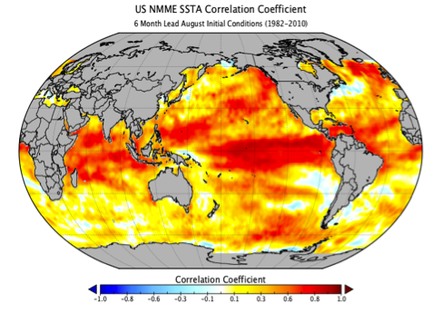 US NMME SSTA Correlation Coefficient
6 Month Lead August Initial Conditions (1982-2010)
Correlation Coefficient
-1.0 -0.8 -0.6 -0.3 -0.1 0.1 0.3 0.6 0.8 1.0